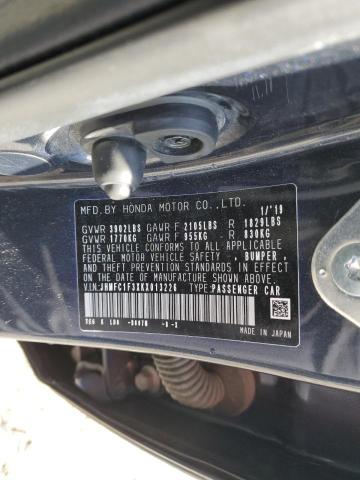 MFD.BY HONDA MOTOR CO.,LTD. 1/'19
GVWR 3902LBS GAWR F 2105LBS R 1829LBS
GVWR 1770KG GAWR F 955KG R 830KG
THIS VEHICLE CONFORMS TO ALL APPLICABLE
FEDERAL MOTOR VEHICLE SAFETY , BUMPER ,
AND THEFT PREVENTION STANDARDS IN EFFECT ON THE
DATE OF MANUFACTURE SHOWN ABOVE.
V.I.N:JHMFC1F3XKX013226 TYPE:PASSENGER CAR
MADE IN JAPAN